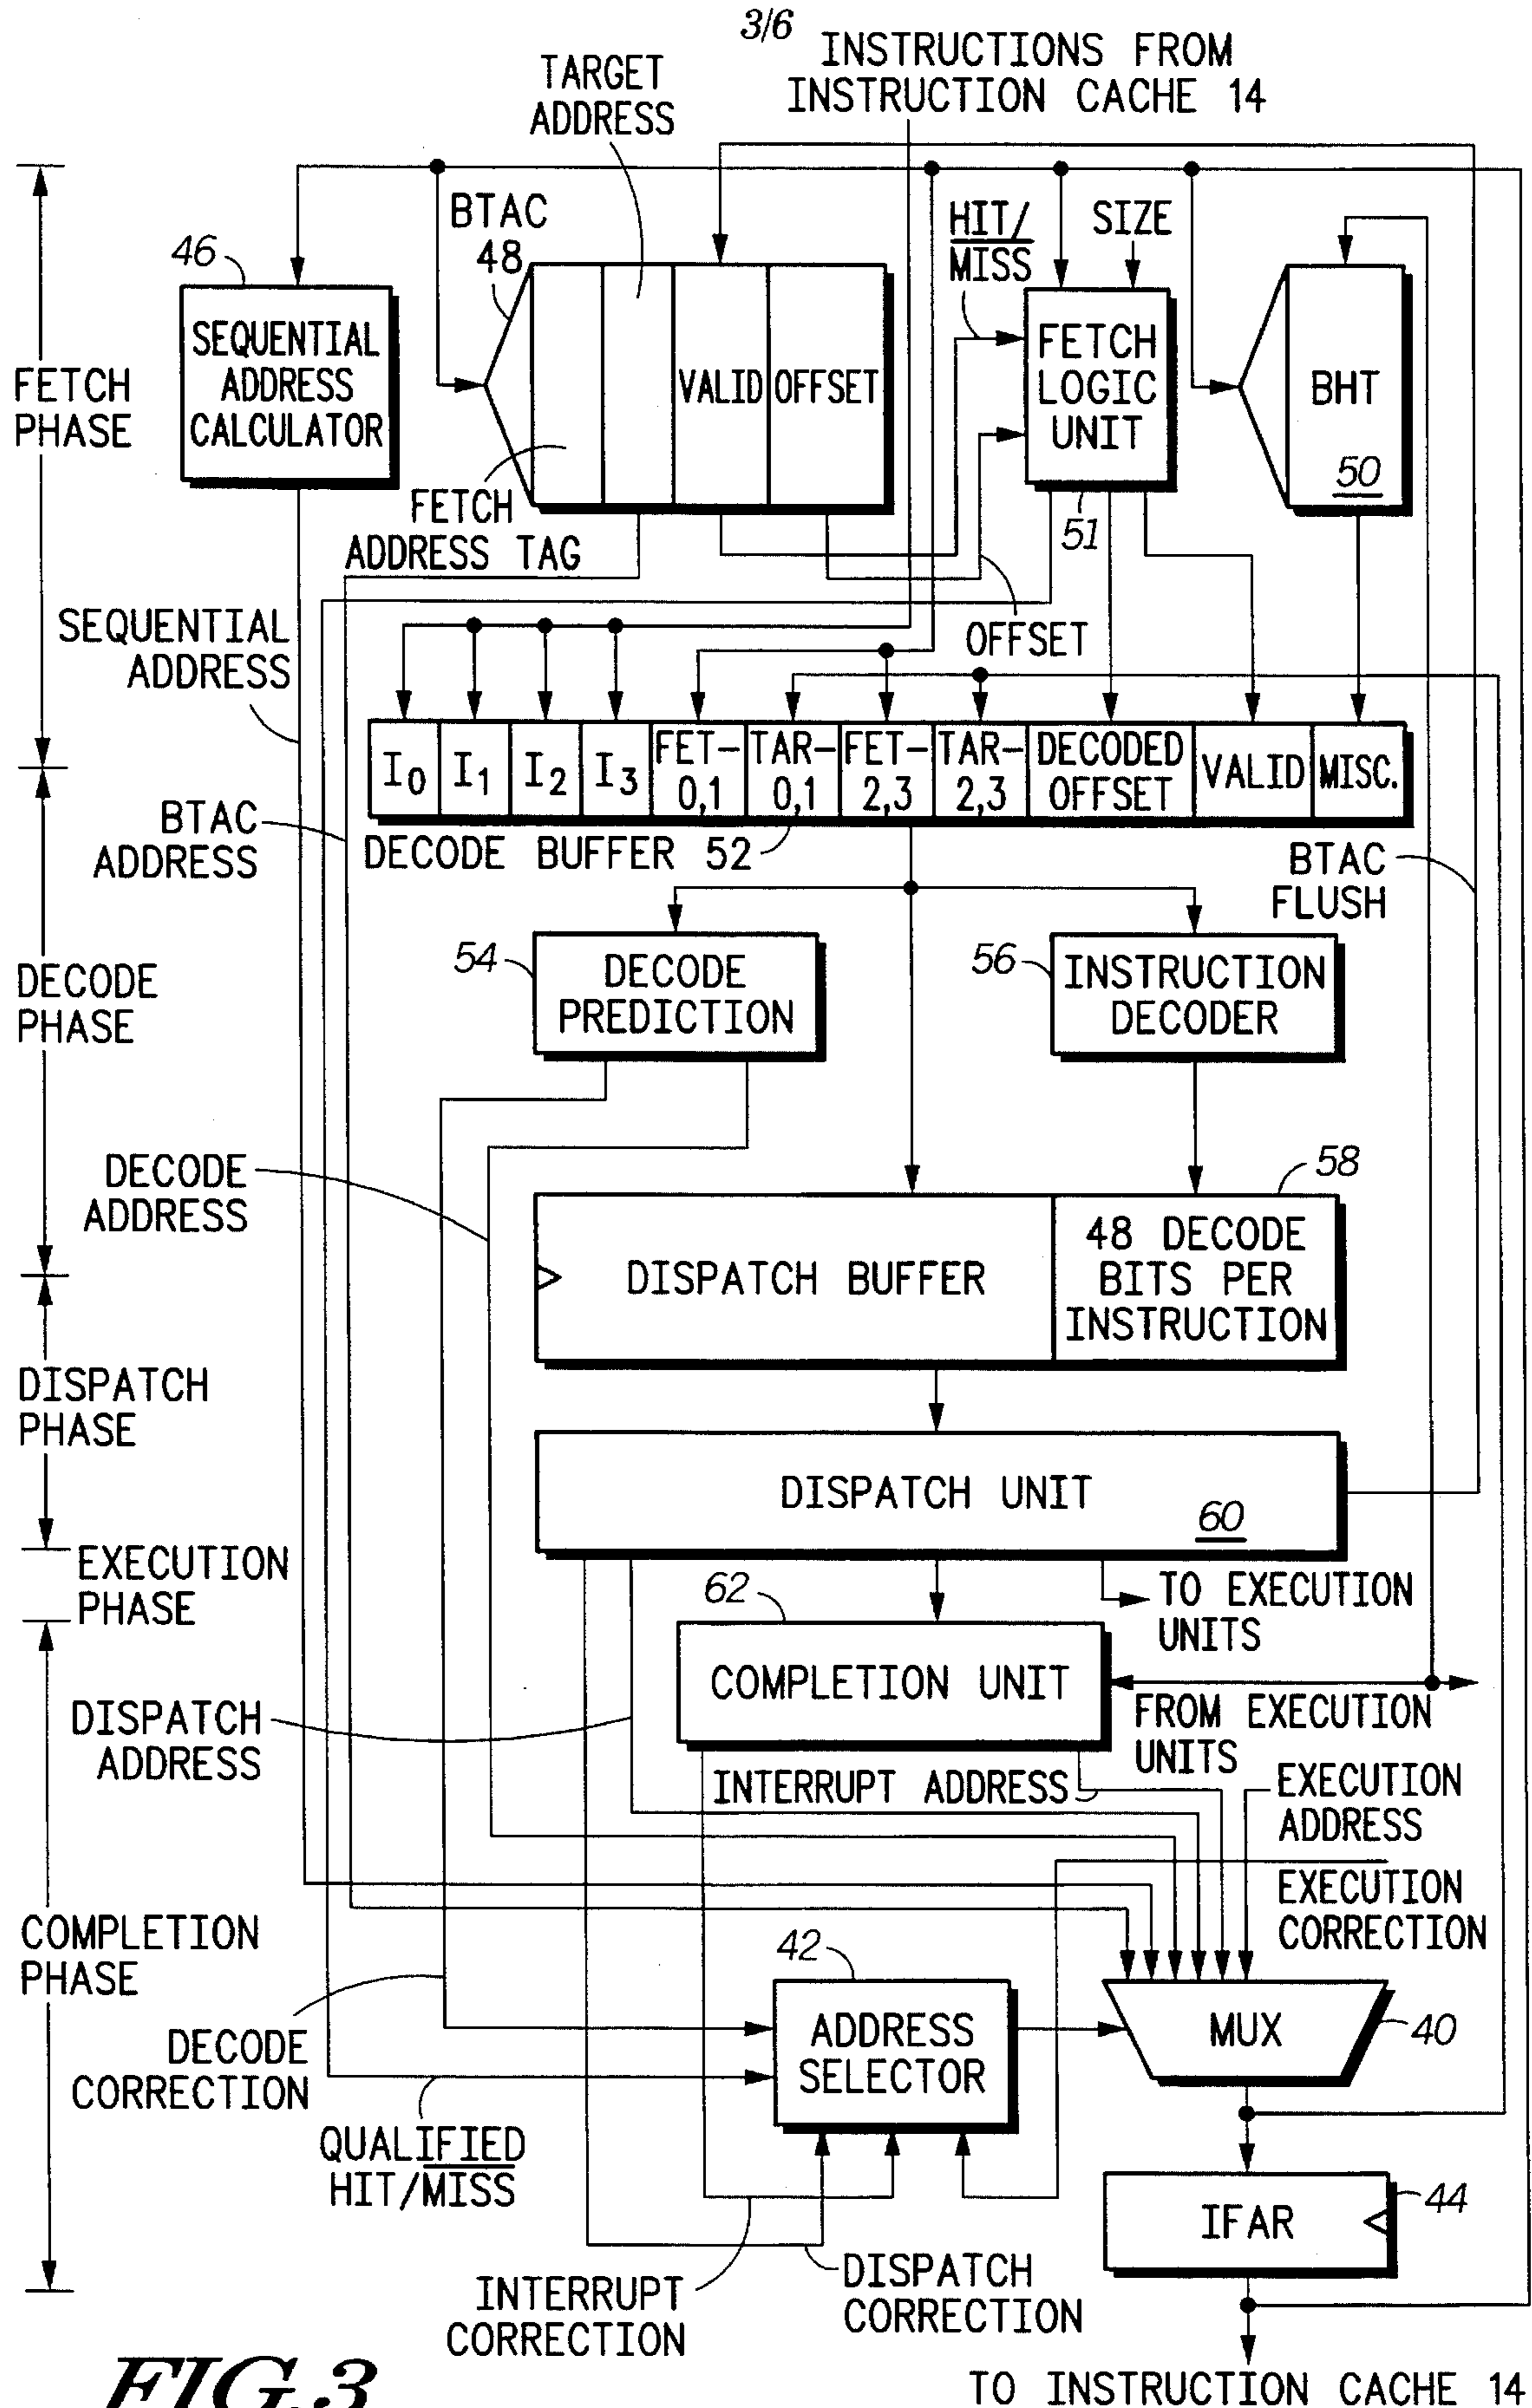 3/6
INSTRUCTIONS FROM
INSTRUCTION CACHE 14
TARGET
ADDRESS
BTAC
48
HIT/
MISS
SIZE
46
SEQUENTIAL
ADDRESS
CALCULATOR
VALID
OFFSET
FETCH
LOGIC
UNIT
BHT
50
51
FETCH
PHASE
FETCH
ADDRESS TAG
OFFSET
SEQUENTIAL
ADDRESS
I0
I1
I2
I3
FET-
0,1
TAR-
0,1
FET-
2,3
TAR-
2,3
DECODED
OFFSET
VALID
MISC.
DECODE BUFFER 52
BTAC
ADDRESS
BTAC
FLUSH
DECODE
PHASE
54
DECODE
PREDICTION
56
INSTRUCTION
DECODER
DECODE
ADDRESS
58
DISPATCH BUFFER
48 DECODE
BITS PER
INSTRUCTION
DISPATCH
PHASE
DISPATCH UNIT
60
EXECUTION
PHASE
TO EXECUTION
UNITS
62
COMPLETION UNIT
FROM EXECUTION
UNITS
DISPATCH
ADDRESS
INTERRUPT ADDRESS
EXECUTION
ADDRESS
EXECUTION
CORRECTION
COMPLETION
PHASE
42
ADDRESS
SELECTOR
MUX
40
DECODE
CORRECTION
QUALIFIED
HIT/MISS
IFAR
44
INTERRUPT
CORRECTION
DISPATCH
CORRECTION
FIG.3
TO INSTRUCTION CACHE 14